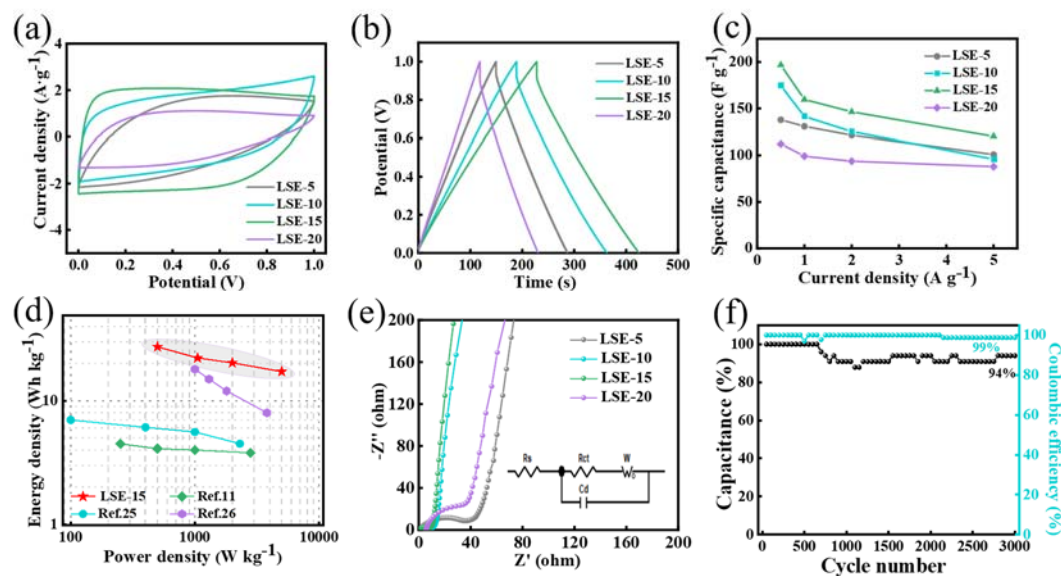 (a)
Current density (A·g⁻¹)
4
2
0
-2
-4
0.0 0.2 0.4 0.6 0.8 1.0
Potential (V)
LSE-5
LSE-10
LSE-15
LSE-20
(b)
Potential (V)
1.0
0.8
0.6
0.4
0.2
0.0
0 100 200 300 400 500
Time (s)
LSE-5
LSE-10
LSE-15
LSE-20
(c)
Specific capacitance (F g⁻¹)
200
150
100
50
0
0 1 2 3 4 5
Current density (A g⁻¹)
LSE-5
LSE-10
LSE-15
LSE-20
(d)
Energy density (Wh kg⁻¹)
10
1
100 1000 10000
Power density (W kg⁻¹)
LSE-15 Ref.11
Ref.25 Ref.26
(e)
-Z'' (ohm)
200
160
120
80
40
0
0 40 80 120 160 200
Z' (ohm)
LSE-5
LSE-10
LSE-15
LSE-20
Rs
Rct
W
Cd
(f)
Capacitance (%)
120
100
80
60
40
20
0
0 500 1000 1500 2000 2500 3000
Cycle number
99%
94%
100
80
60
40
20
0
Coulombic efficiency (%)